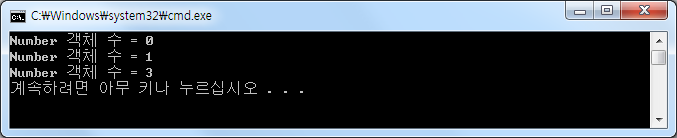 C:₩Windows₩system32₩cmd.exe
Number 객체 수 = 0
Number 객체 수 = 1
Number 객체 수 = 3
계속하려면 아무 키나 누르십시오 . . .